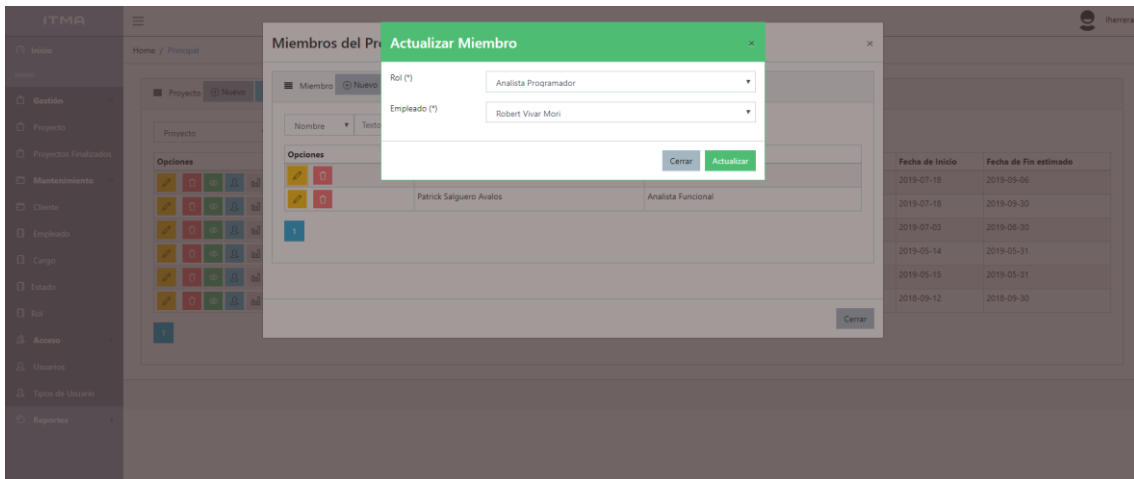 ITMA
lherrera
Inicio
Home / Principal
Gestión
Proyecto
Proyectos Finalizados
Mantenimiento
Cliente
Empleado
Cargo
Estado
Rol
Acceso
Usuarios
Tipos de Usuario
Reportes
Proyecto Nuevo
Proyecto
Opciones
Fecha de Inicio Fecha de Fin estimado
2019-07-18 2019-09-06
2019-07-18 2019-09-30
2019-07-03 2019-08-30
2019-05-14 2019-05-31
2019-05-15 2019-05-31
2018-09-12 2018-09-30
1
Miembros del Pr
×
Miembro Nuevo
Nombre Texto
Opciones
Patrick Salguero Avalos Analista Funcional
1
Cerrar
Actualizar Miembro ×
Rol (*) Analista Programador
Empleado (*) Robert Vivar Mori
Cerrar Actualizar